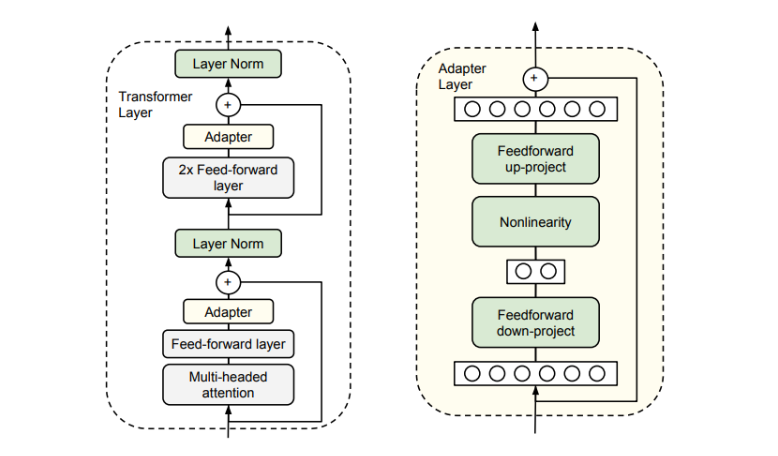 Layer Norm
Transformer
Layer
+
Adapter
2x Feed-forward
layer
Layer Norm
+
Adapter
Feed-forward layer
Multi-headed
attention
Adapter
Layer
+
Feedforward
up-project
Nonlinearity
Feedforward
down-project